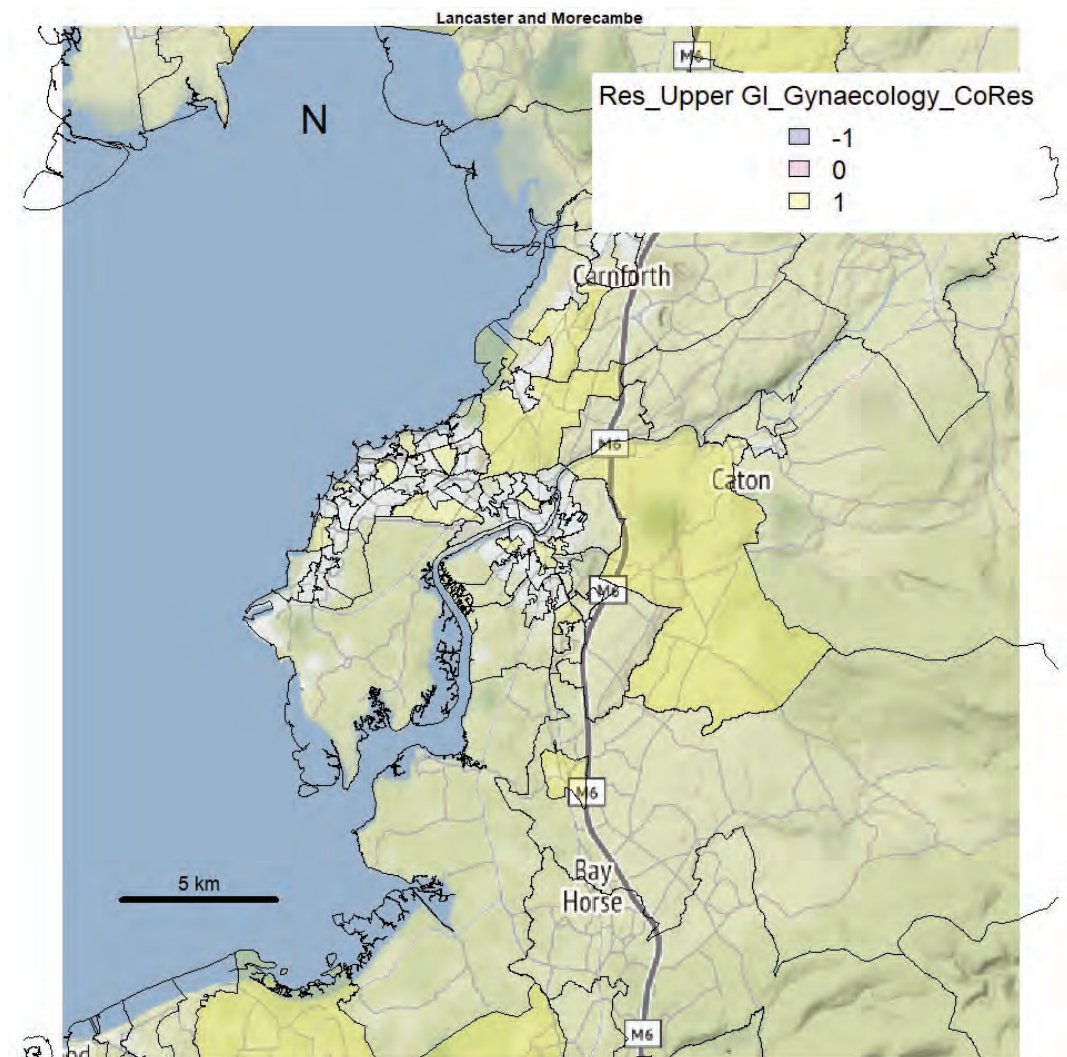 Lancaster and Morecambe
M6
N
Res_Upper GI_Gynaecology_CoRes
-1
0
1
Carnforth
M6
Caton
M6
M6
5 km
Bay
Horse
M6